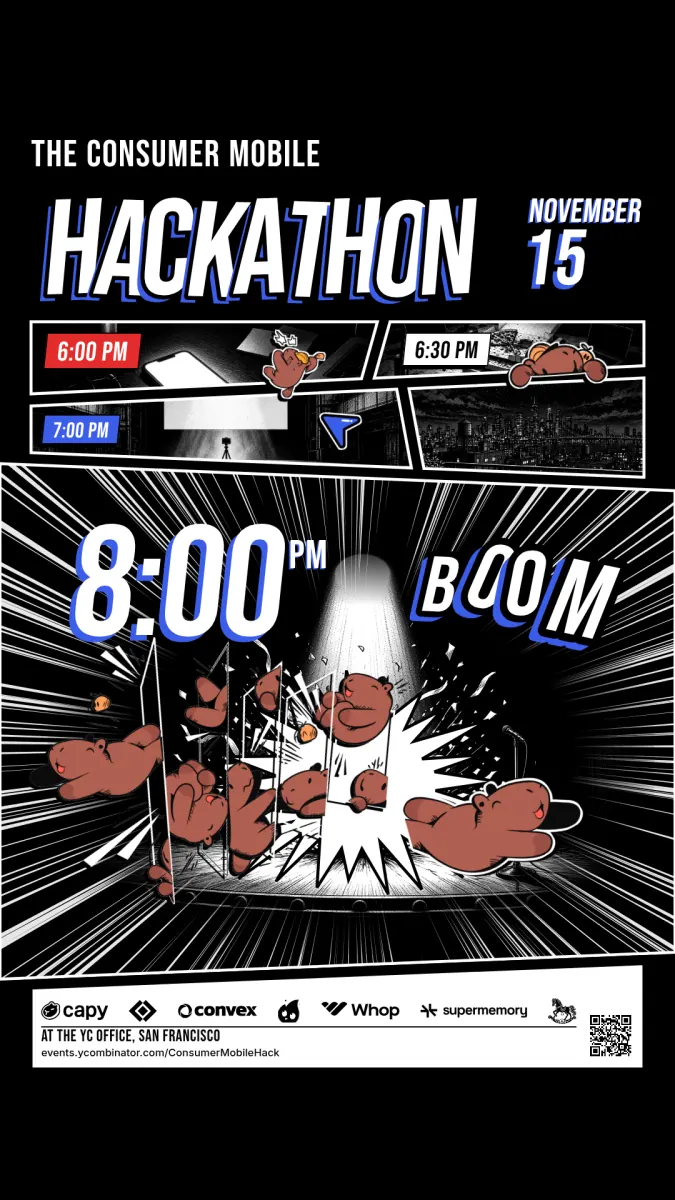 THE CONSUMER MOBILE
HACKATHON
NOVEMBER
15
6:00 PM
6:30 PM
7:00 PM
8:00 PM
BOOM
capy
convex
Whop
supermemory
AT THE YC OFFICE, SAN FRANCISCO
events.ycombinator.com/ConsumerMobileHack